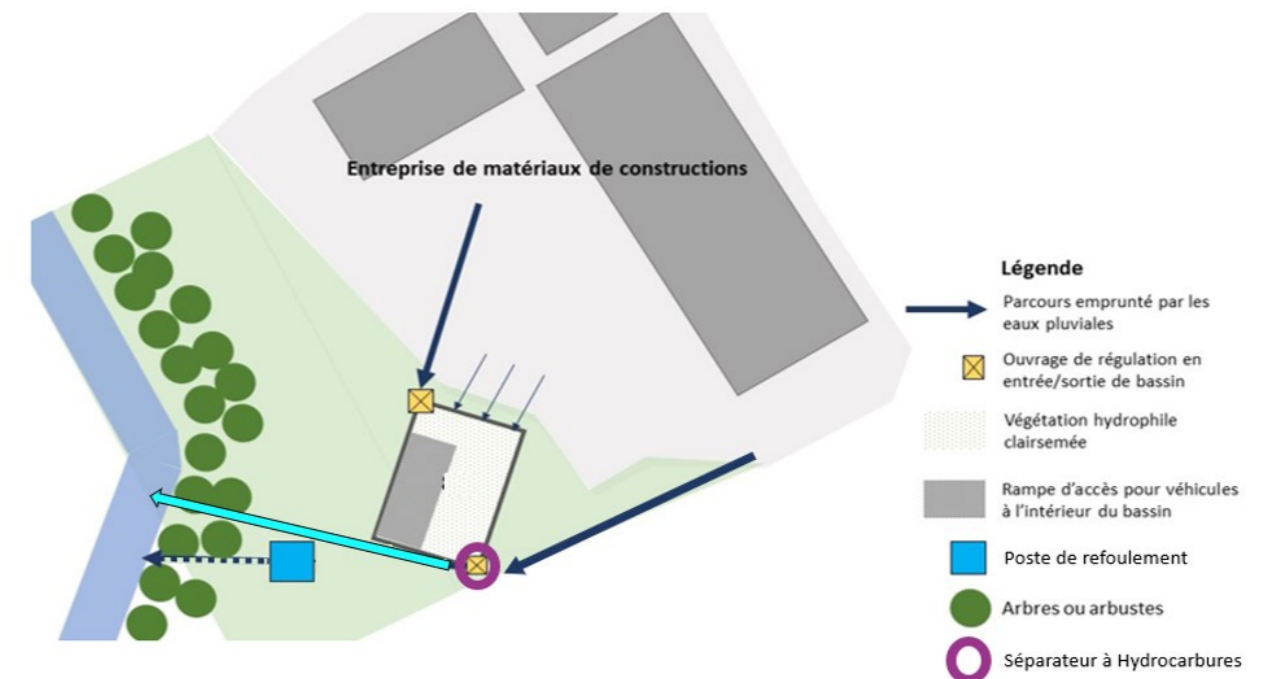 Entreprise de matériaux de constructions
Légende
Parcours emprunté par les
eaux pluviales
Ouvrage de régulation en
entrée/sortie de bassin
Végétation hydrophile
clairsemée
Rampe d'accès pour véhicules
à l'intérieur du bassin
Poste de refoulement
Arbres ou arbustes
Séparateur à Hydrocarbures